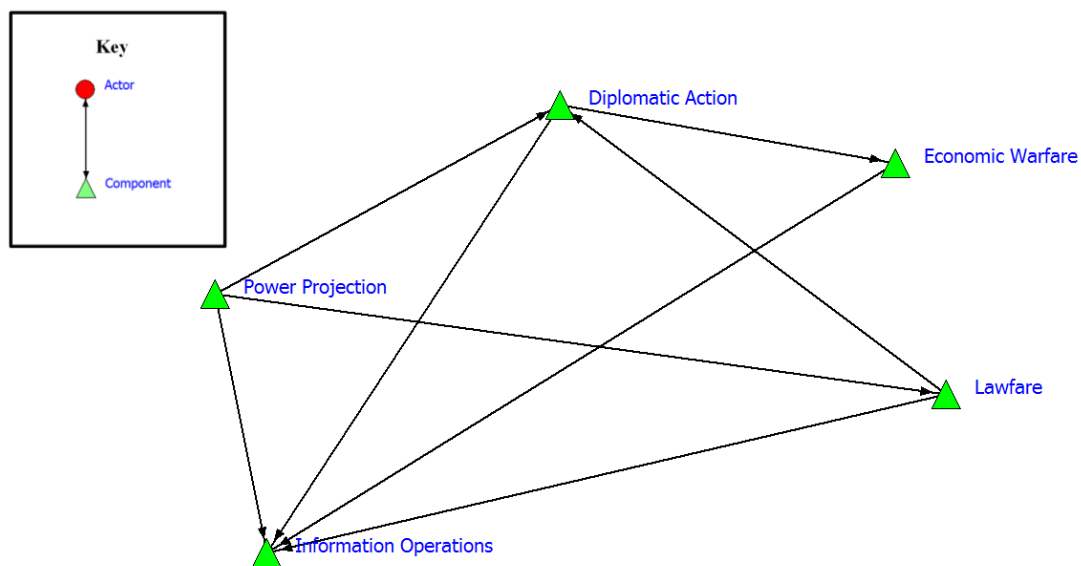 Key
Actor
Component
Diplomatic Action
Economic Warfare
Power Projection
Lawfare
Information Operations